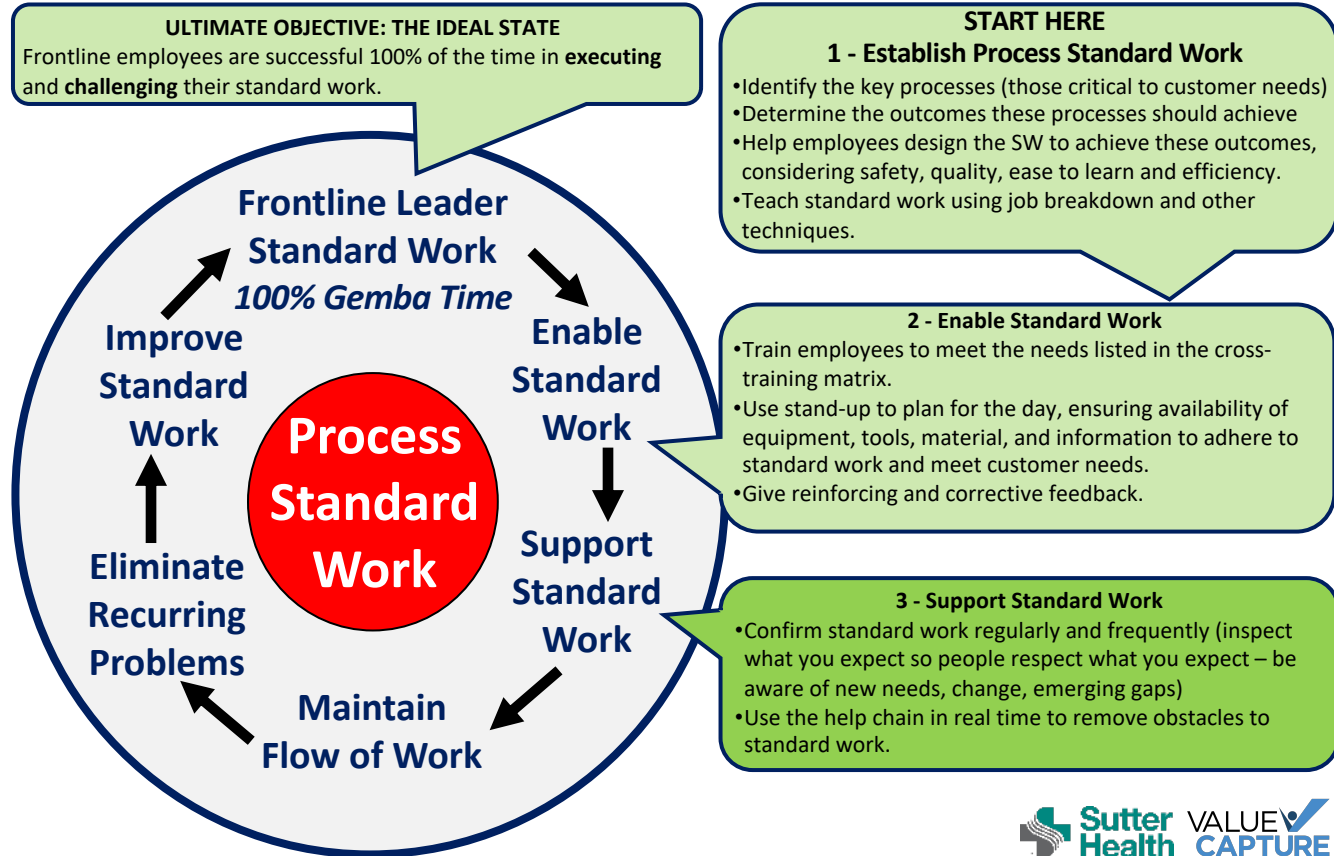 ULTIMATE OBJECTIVE: THE IDEAL STATE
Frontline employees are successful 100% of the time in executing
and challenging their standard work.
START HERE
1 - Establish Process Standard Work
•Identify the key processes (those critical to customer needs)
•Determine the outcomes these processes should achieve
•Help employees design the SW to achieve these outcomes,
considering safety, quality, ease to learn and efficiency.
•Teach standard work using job breakdown and other
techniques.
Frontline Leader
Standard Work
100% Gemba Time
Enable
Standard
Work
Support
Standard
Work
Maintain
Flow of Work
Eliminate
Recurring
Problems
Improve
Standard
Work
Process
Standard
Work
2 - Enable Standard Work
•Train employees to meet the needs listed in the cross-
training matrix.
•Use stand-up to plan for the day, ensuring availability of
equipment, tools, material, and information to adhere to
standard work and meet customer needs.
•Give reinforcing and corrective feedback.
3 - Support Standard Work
•Confirm standard work regularly and frequently (inspect
what you expect so people respect what you expect – be
aware of new needs, change, emerging gaps)
•Use the help chain in real time to remove obstacles to
standard work.
Sutter
Health
VALUE
CAPTURE